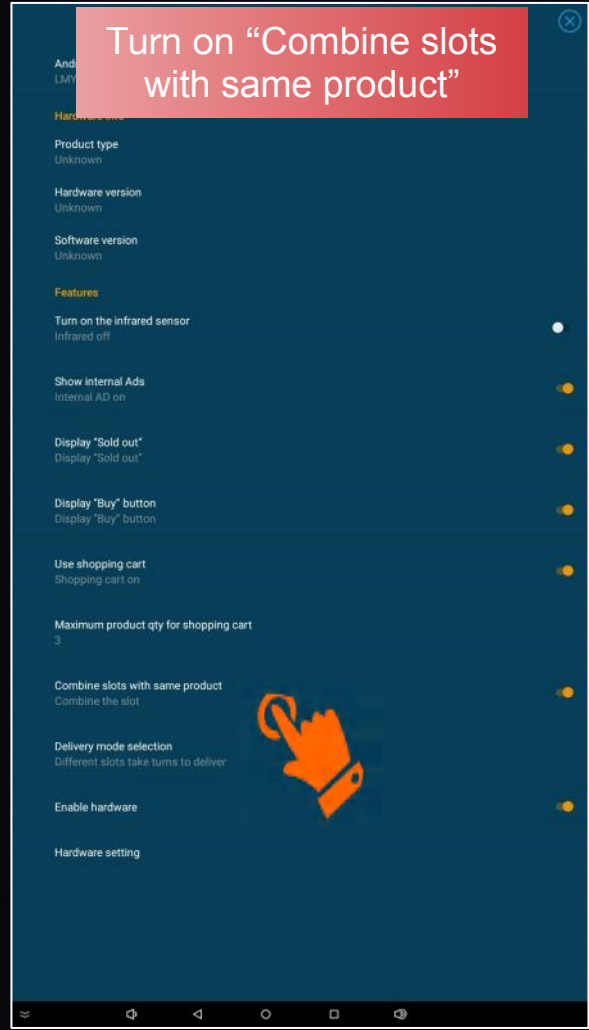 Turn on “Combine slots
with same product”
Product type
Unknown
Hardware version
Unknown
Software version
Unknown
Features
Turn on the infrared sensor
Infrared off
Show internal Ads
Internal AD on
Display "Sold out"
Display "Sold out"
Display "Buy" button
Display "Buy" button
Use shopping cart
Shopping cart on
Maximum product qty for shopping cart
3
Combine slots with same product
Combine the slot
Delivery mode selection
Different slots take turns to deliver
Enable hardware
Hardware setting